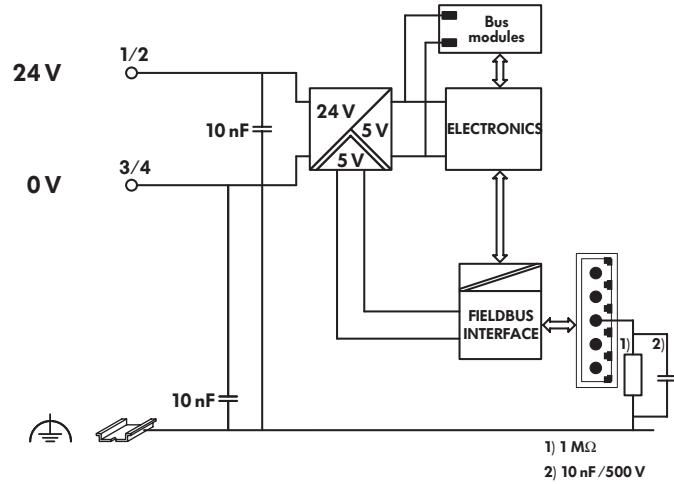 Bus
modules
1/2
24 V
10 nF
24 V
5 V
5 V
ELECTRONICS
3/4
0 V
FIELDBUS
INTERFACE
1)
2)
10 nF
1) 1 MΩ
2) 10 nF/500 V